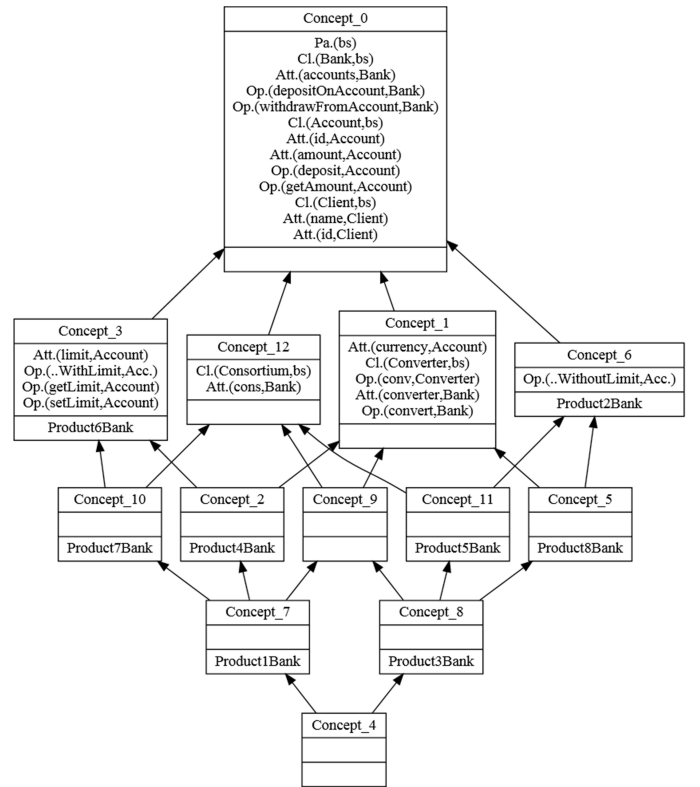 Concept_0
Pa.(bs)
Cl.(Bank,bs)
Att.(accounts,Bank)
Op.(depositOnAccount,Bank)
Op.(withdrawFromAccount,Bank)
Cl.(Account,bs)
Att.(id,Account)
Att.(amount,Account)
Op.(deposit,Account)
Op.(getAmount,Account)
Cl.(Client,bs)
Att.(name,Client)
Att.(id,Client)
Concept_3
Att.(limit,Account)
Op.(..WithLimit,Acc.)
Op.(getLimit,Account)
Op.(setLimit,Account)
Product6Bank
Concept_12
Cl.(Consortium,bs)
Att.(cons,Bank)
Concept_1
Att.(currency,Account)
Cl.(Converter,bs)
Op.(conv,Converter)
Att.(converter,Bank)
Op.(convert,Bank)
Concept_6
Op.(..WithoutLimit,Acc.)
Product2Bank
Concept_10
Product7Bank
Concept_2
Product4Bank
Concept_9
Concept_11
Product5Bank
Concept_5
Product8Bank
Concept_7
Product1Bank
Concept_8
Product3Bank
Concept_4